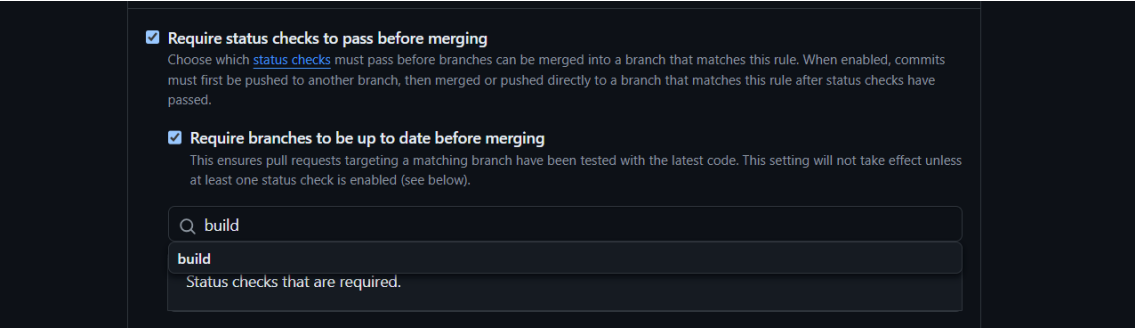 Require status checks to pass before merging
Choose which status checks must pass before branches can be merged into a branch that matches this rule. When enabled, commits
must first be pushed to another branch, then merged or pushed directly to a branch that matches this rule after status checks have
passed.
Require branches to be up to date before merging
This ensures pull requests targeting a matching branch have been tested with the latest code. This setting will not take effect unless
at least one status check is enabled (see below).
build
build
Status checks that are required.